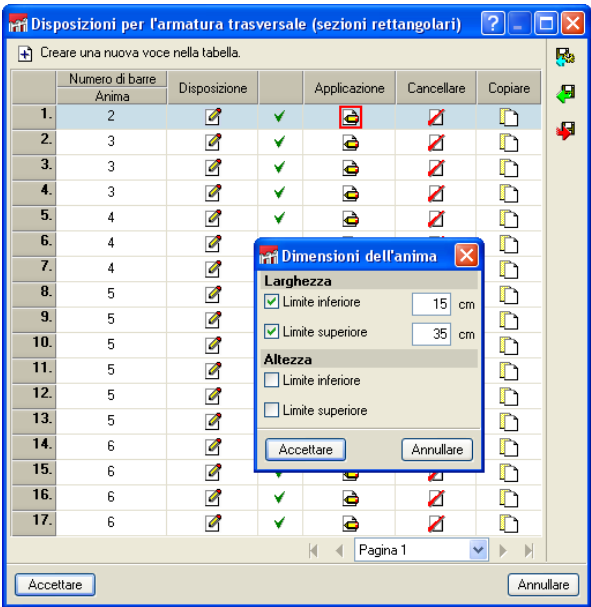 Disposizioni per l'armatura trasversale (sezioni rettangolari)
Creare una nuova voce nella tabella.
Numero di barre
Anima
Disposizione
Applicazione
Cancellare
Copiare
1. 2
2. 3
3. 3
4. 3
5. 4
6. 4
7. 4
8. 5
9. 5
10. 5
11. 5
12. 5
13. 5
14. 6
15. 6
16. 6
17. 6
Dimensioni dell'anima
Larghezza
Limite inferiore 15 cm
Limite superiore 35 cm
Altezza
Limite inferiore
Limite superiore
Accettare Annullare
Pagina 1
Accettare Annullare